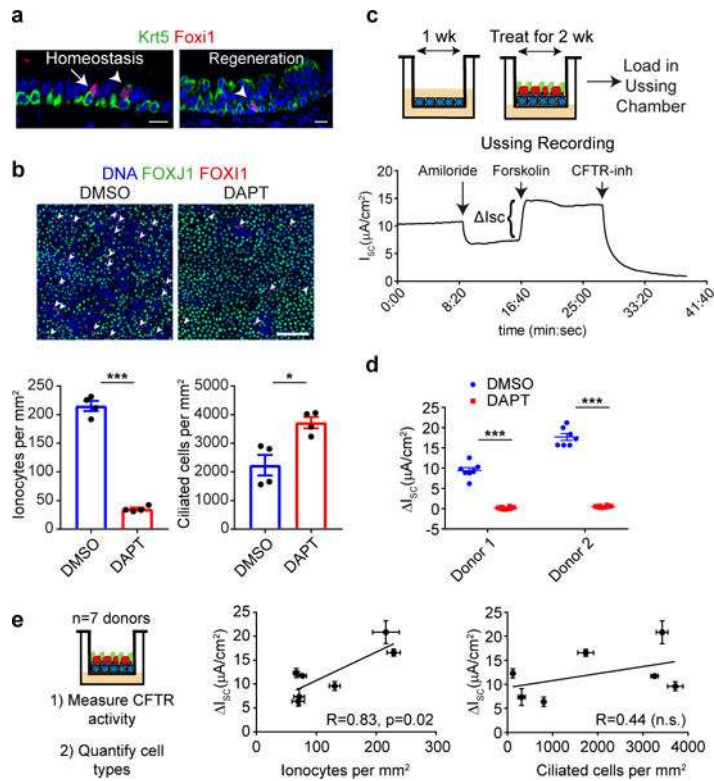 a
Krt5 Foxi1
Homeostasis
Regeneration
b
DNA FOXJ1 FOXI1
DMSO
DAPT
Ionocytes per mm²
250
200
150
100
50
0
***
DMSO
DAPT
Ciliated cells per mm²
5000
4000
3000
2000
1000
0
*
DMSO
DAPT
c
1 wk
Treat for 2 wk
Load in
Ussing
Chamber
Ussing Recording
Amiloride
Forskolin
CFTR-inh
ΔIsc
I_SC(μA/cm²)
15
10
5
0
0:00
8:20
16:40
25:00
33:20
41:40
time (min:sec)
d
DMSO
DAPT
ΔI_SC(μA/cm²)
25
20
15
10
5
0
-5
***
***
Donor 1
Donor 2
e
n=7 donors
1) Measure CFTR
activity
2) Quantify cell
types
ΔI_SC(μA/cm²)
25
20
15
10
5
0
R=0.83, p=0.02
0
100
200
300
Ionocytes per mm²
ΔI_SC(μA/cm²)
25
20
15
10
5
0
R=0.44 (n.s.)
0
1000
2000
3000
4000
Ciliated cells per mm²